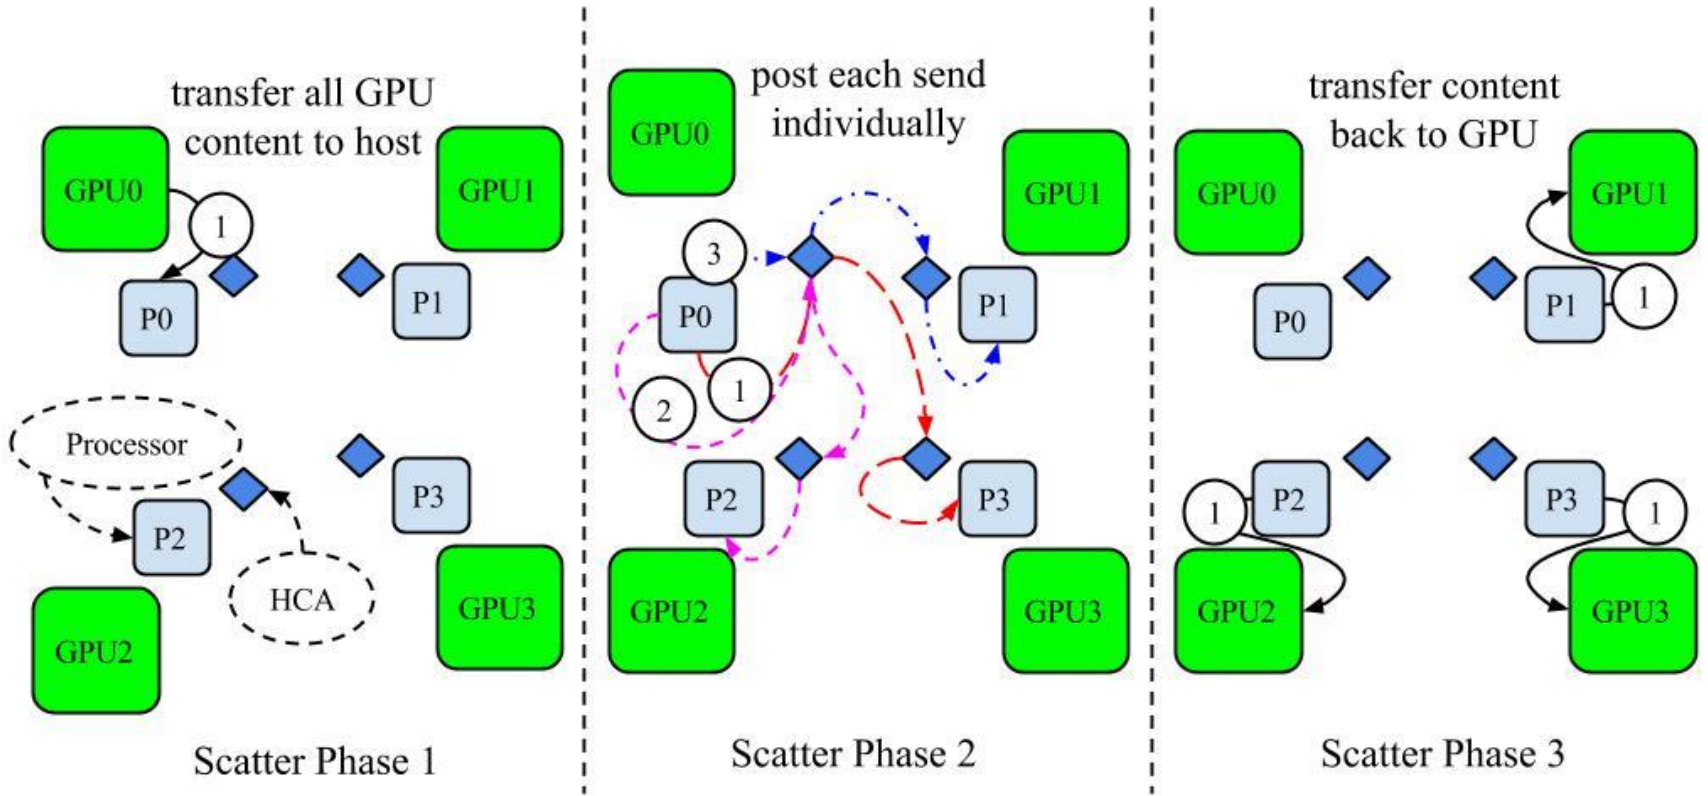 transfer all GPU
content to host
GPU0
GPU1
1
P0
P1
Processor
P2
P3
HCA
GPU2
GPU3
Scatter Phase 1
post each send
individually
GPU0
GPU1
3
P0
P1
2
1
P2
P3
GPU2
GPU3
Scatter Phase 2
transfer content
back to GPU
GPU0
GPU1
P0
P1
1
1
P2
P3
1
GPU2
GPU3
Scatter Phase 3